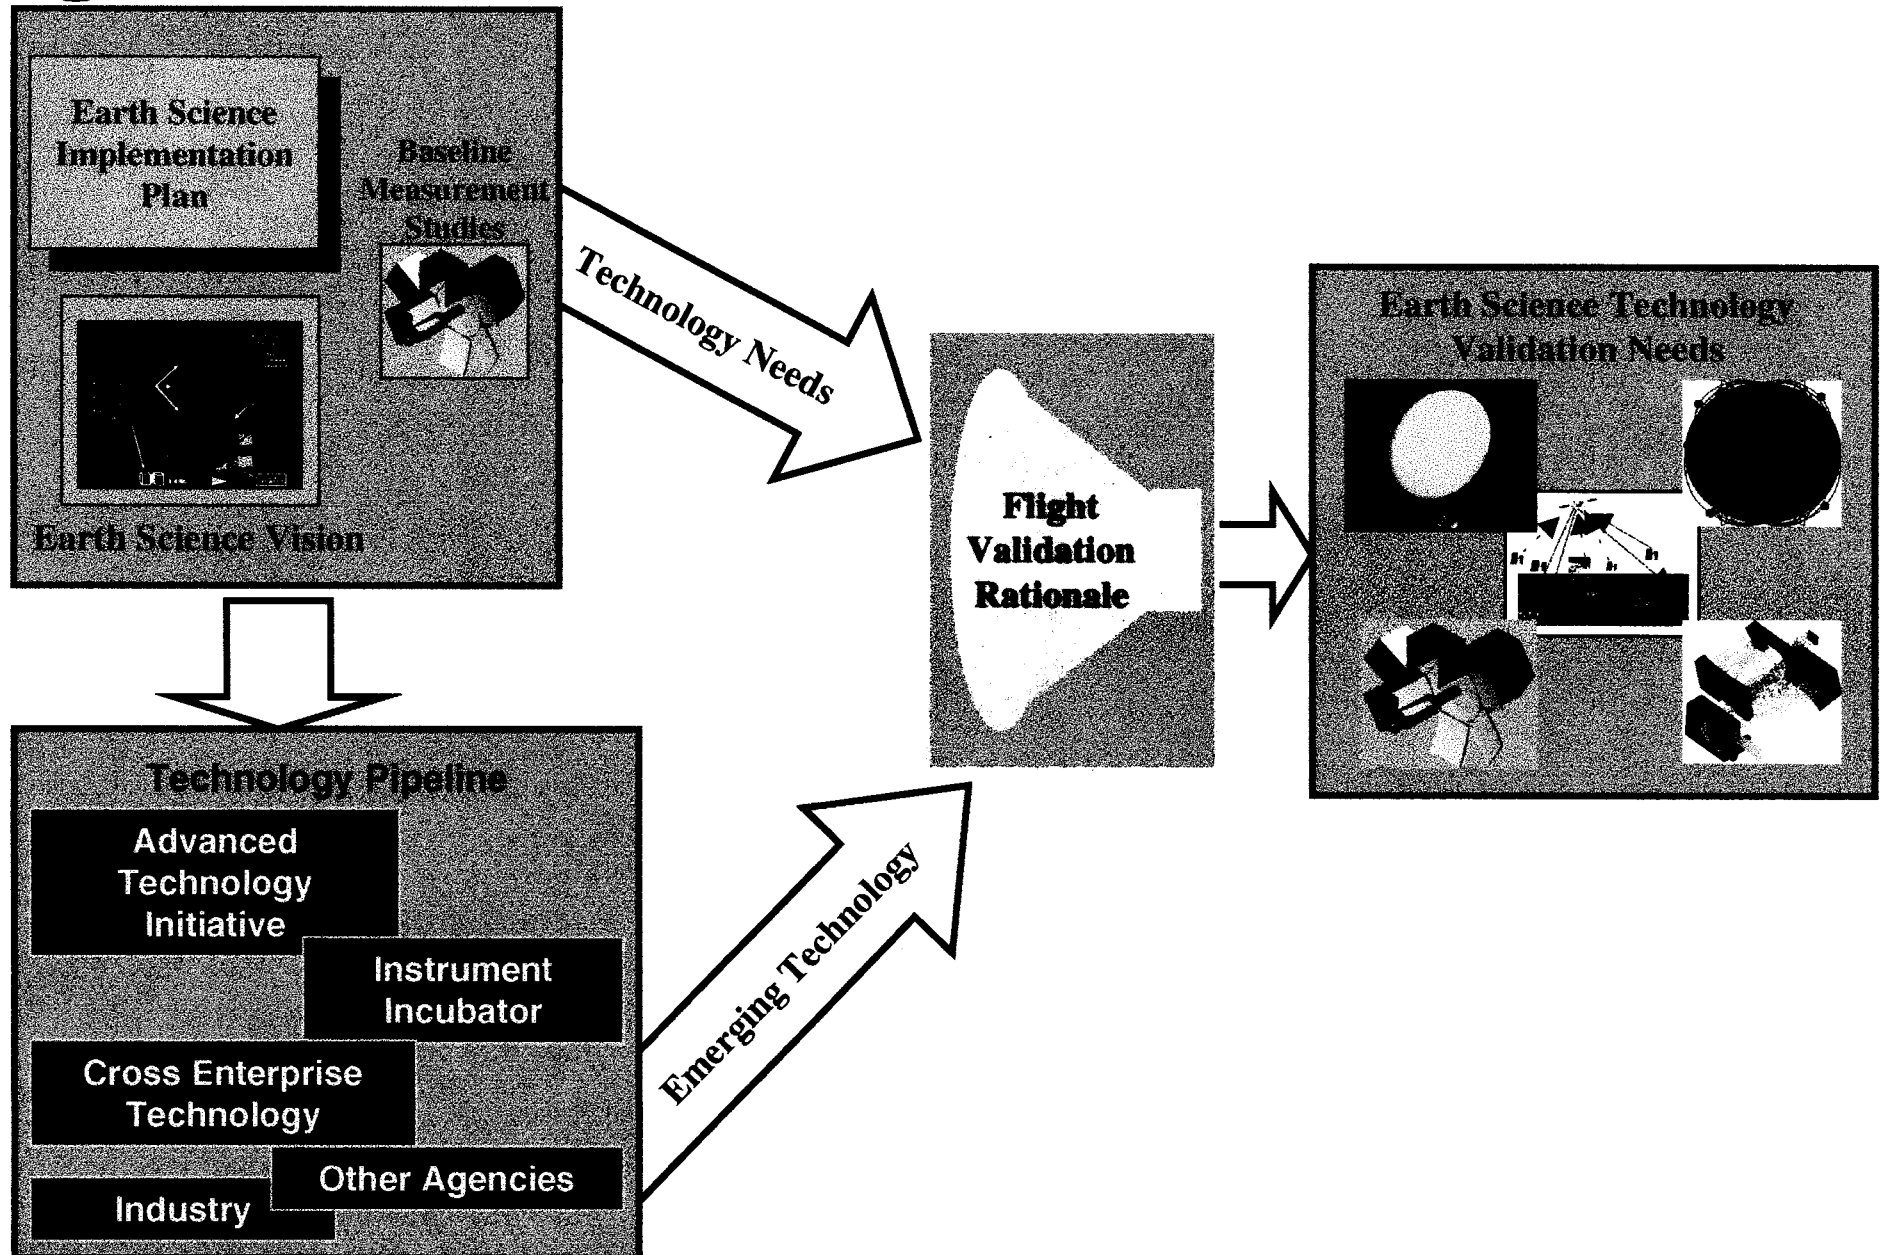 Earth Science
Implementation
Plan
Baseline
Measurement
Studies
Earth Science Vision
Technology Needs
Flight
Validation
Rationale
Earth Science Technology
Validation Needs
Technology Pipeline
Advanced
Technology
Initiative
Instrument
Incubator
Cross Enterprise
Technology
Other Agencies
Industry
Emerging Technology